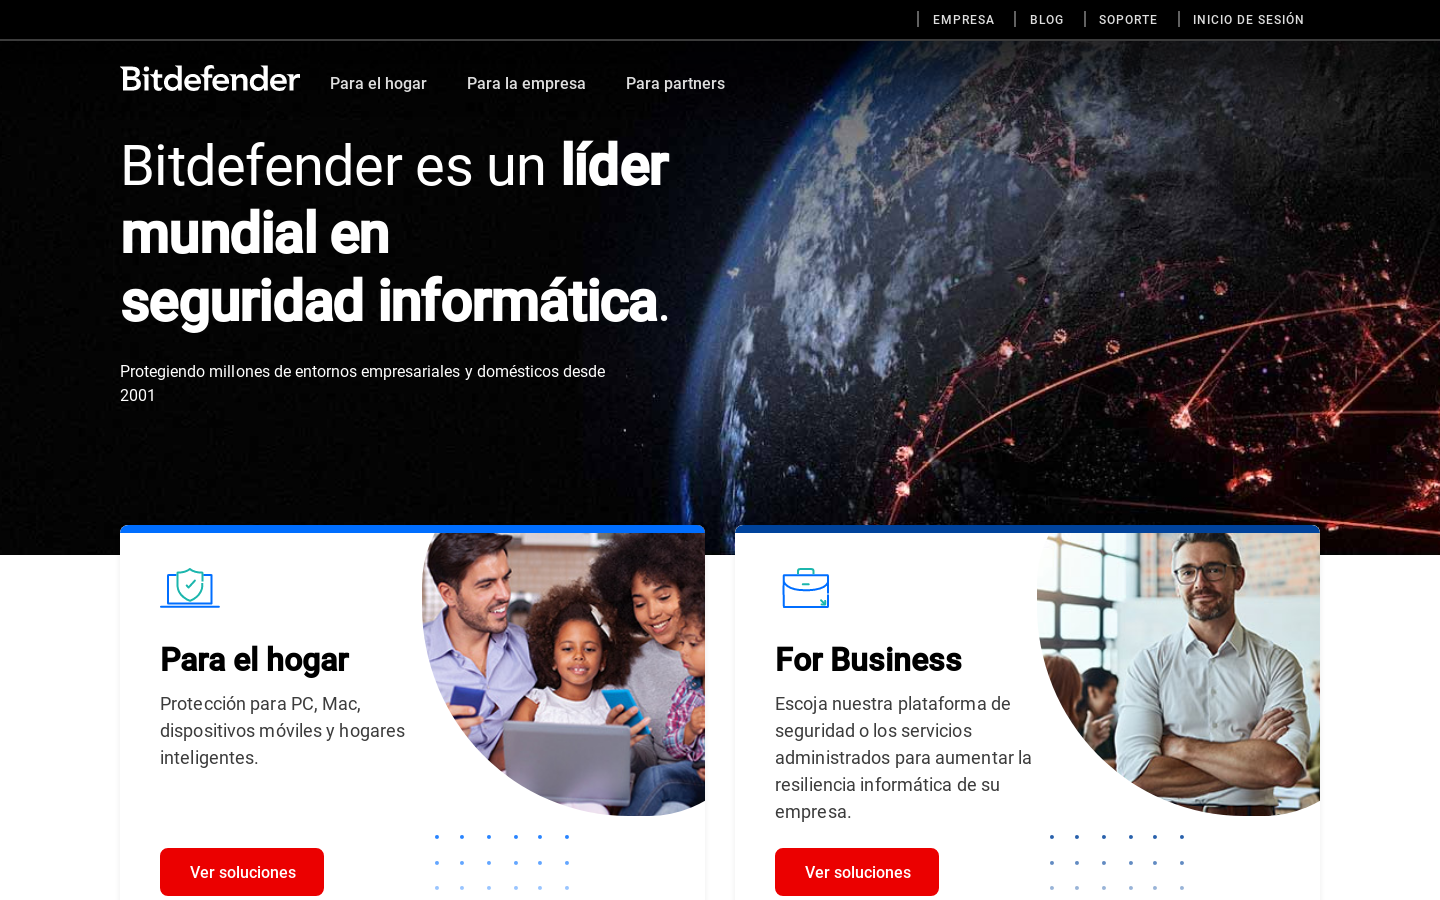 EMPRESA
BLOG
SOPORTE
INICIO DE SESIÓN
Bitdefender
Para el hogar
Para la empresa
Para partners
Bitdefender es un líder
mundial en
seguridad informática.
Protegiendo millones de entornos empresariales y domésticos desde
2001
Para el hogar
Protección para PC, Mac,
dispositivos móviles y hogares
inteligentes.
Ver soluciones
For Business
Escoja nuestra plataforma de
seguridad o los servicios
administrados para aumentar la
resiliencia informática de su
empresa.
Ver soluciones